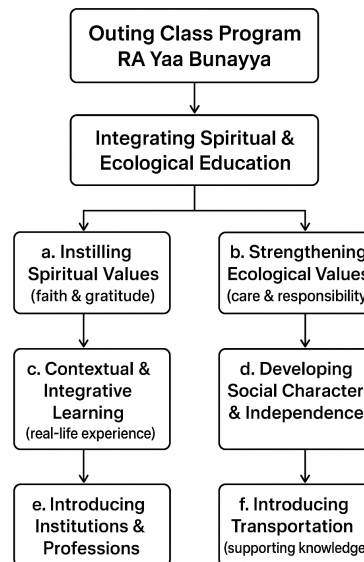 Outing Class Program
RA Yaa Bunayya
Integrating Spiritual &
Ecological Education
a. Instilling
Spiritual Values
(faith & gratitude)
b. Strengthening
Ecological Values
(care & responsibility
c. Contextual &
Integrative
Learning
(real-life experience)
d. Developing
Social Character
& Independence
e. Introducing
Institutions &
Professions
f. Introducing
Transportation
(supporting knowledge